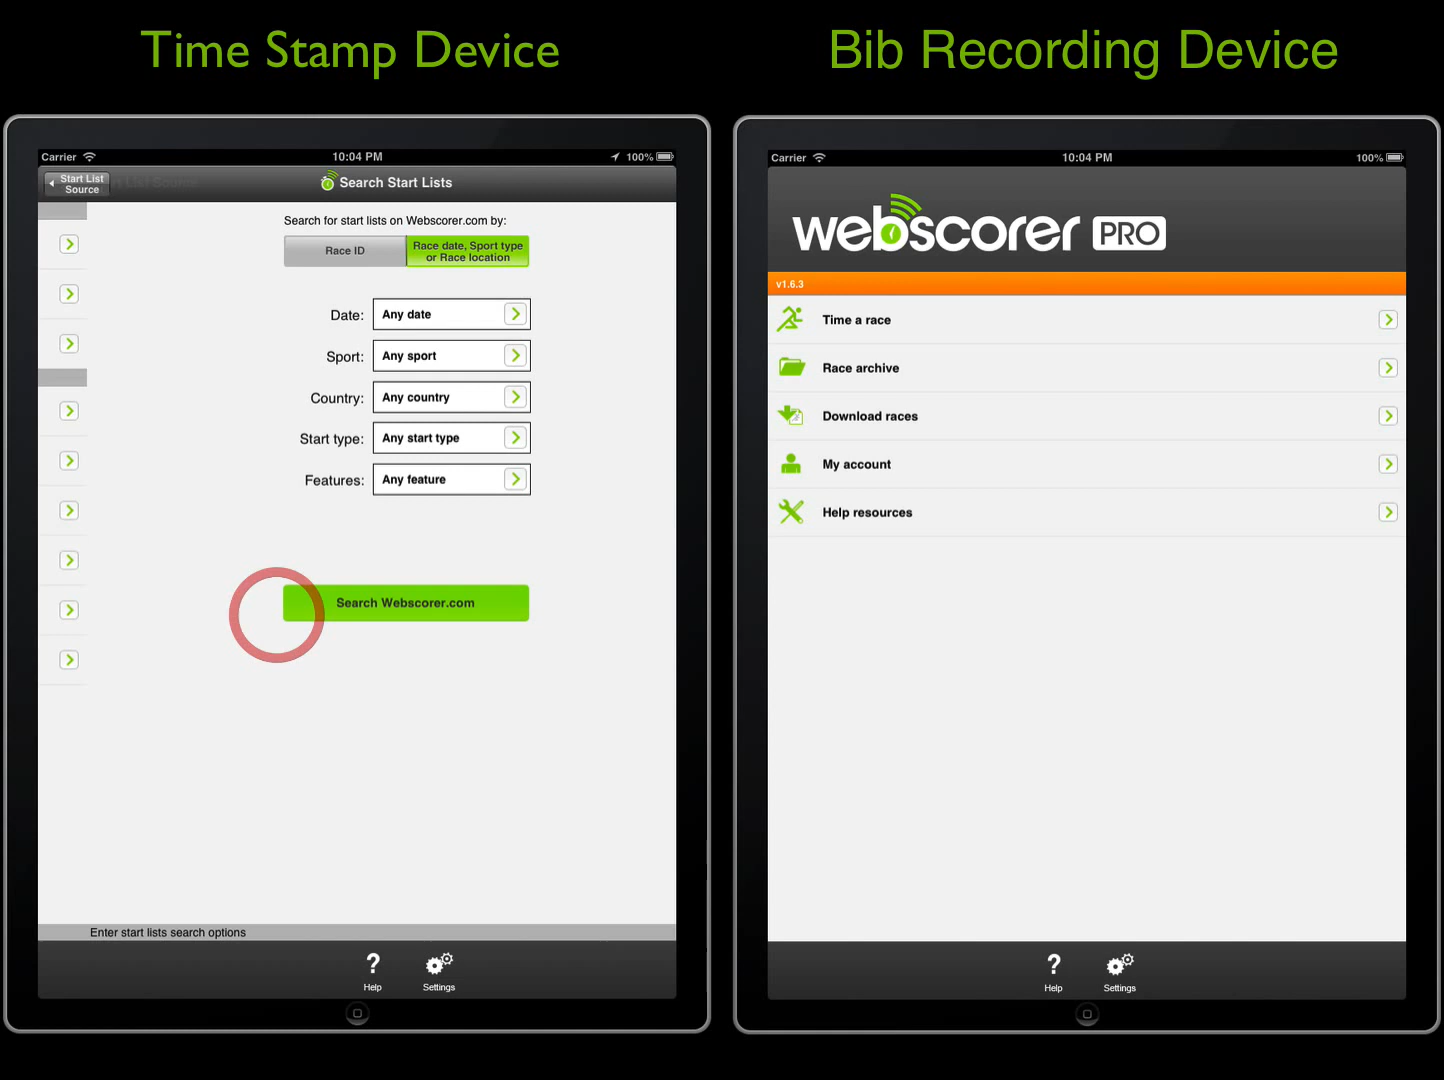 Time Stamp Device
Bib Recording Device
Carrier
10:04 PM
100%
Start List
Source
Search Start Lists
Search for start lists on Webscorer.com by:
Race ID
Race date, Sport type
or Race location
Date:
Any date
Sport:
Any sport
Country:
Any country
Start type:
Any start type
Features:
Any feature
Search Webscorer.com
Enter start lists search options
?
Help
Settings
Carrier
10:04 PM
100%
webscorer PRO
v1.6.3
Time a race
Race archive
Download races
My account
Help resources
?
Help
Settings